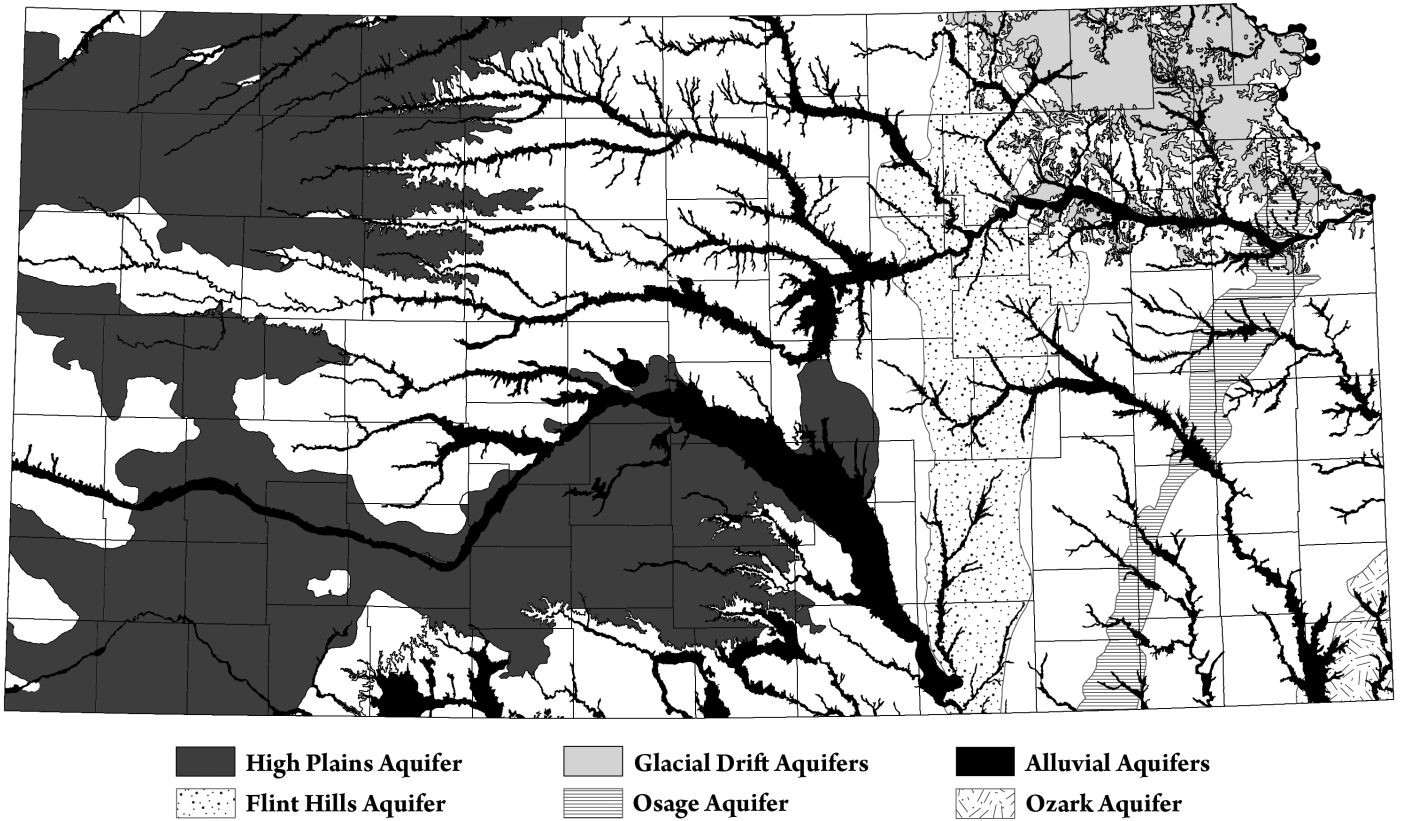 High Plains Aquifer
Glacial Drift Aquifers
Alluvial Aquifers
Flint Hills Aquifer
Osage Aquifer
Ozark Aquifer